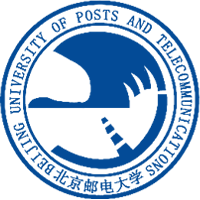 BEIJING UNIVERSITY OF POSTS AND TELECOMMUNICATIONS
北京邮电大学